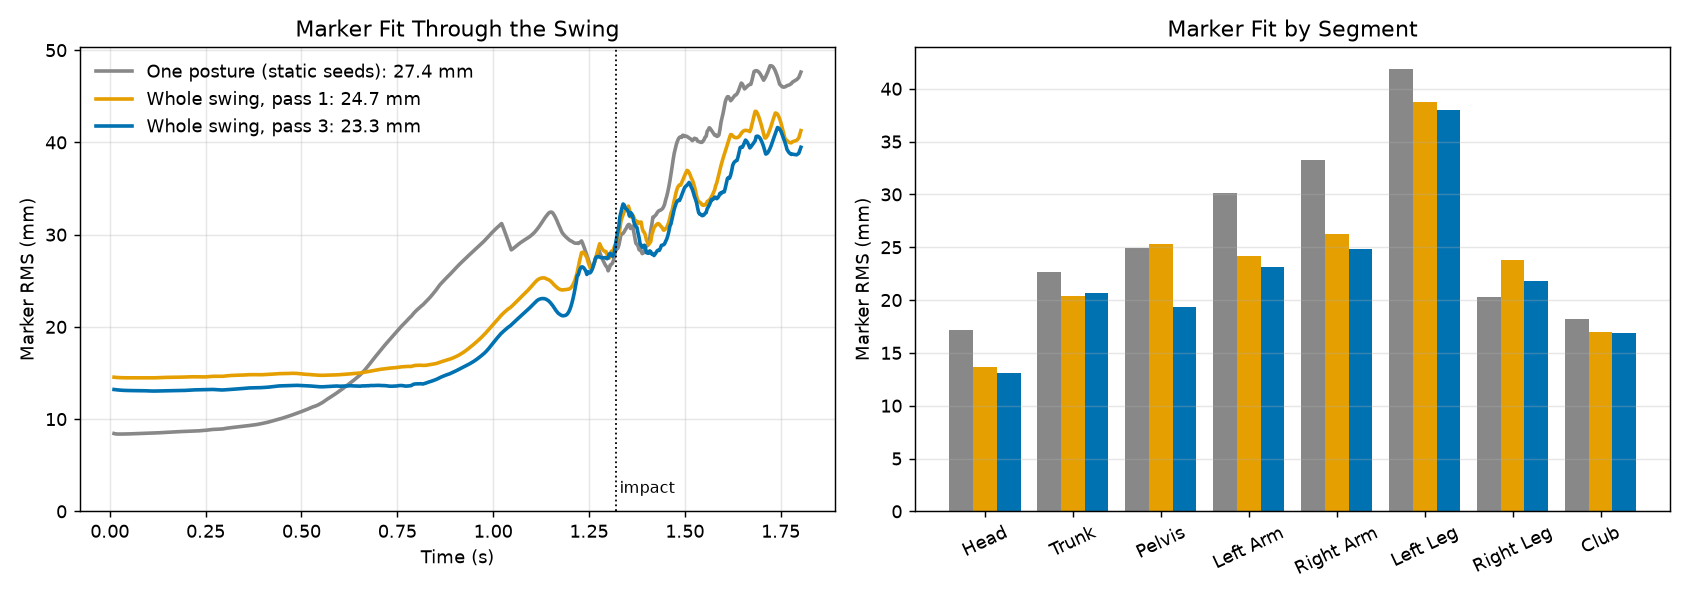 Marker Fit Through the Swing
Marker RMS (mm)
50
40
30
20
10
0
One posture (static seeds): 27.4 mm
Whole swing, pass 1: 24.7 mm
Whole swing, pass 3: 23.3 mm
impact
0.00 0.25 0.50 0.75 1.00 1.25 1.50 1.75
Time (s)
Marker Fit by Segment
Marker RMS (mm)
40
35
30
25
20
15
10
5
0
Head Trunk Pelvis Left Arm Right Arm Left Leg Right Leg Club